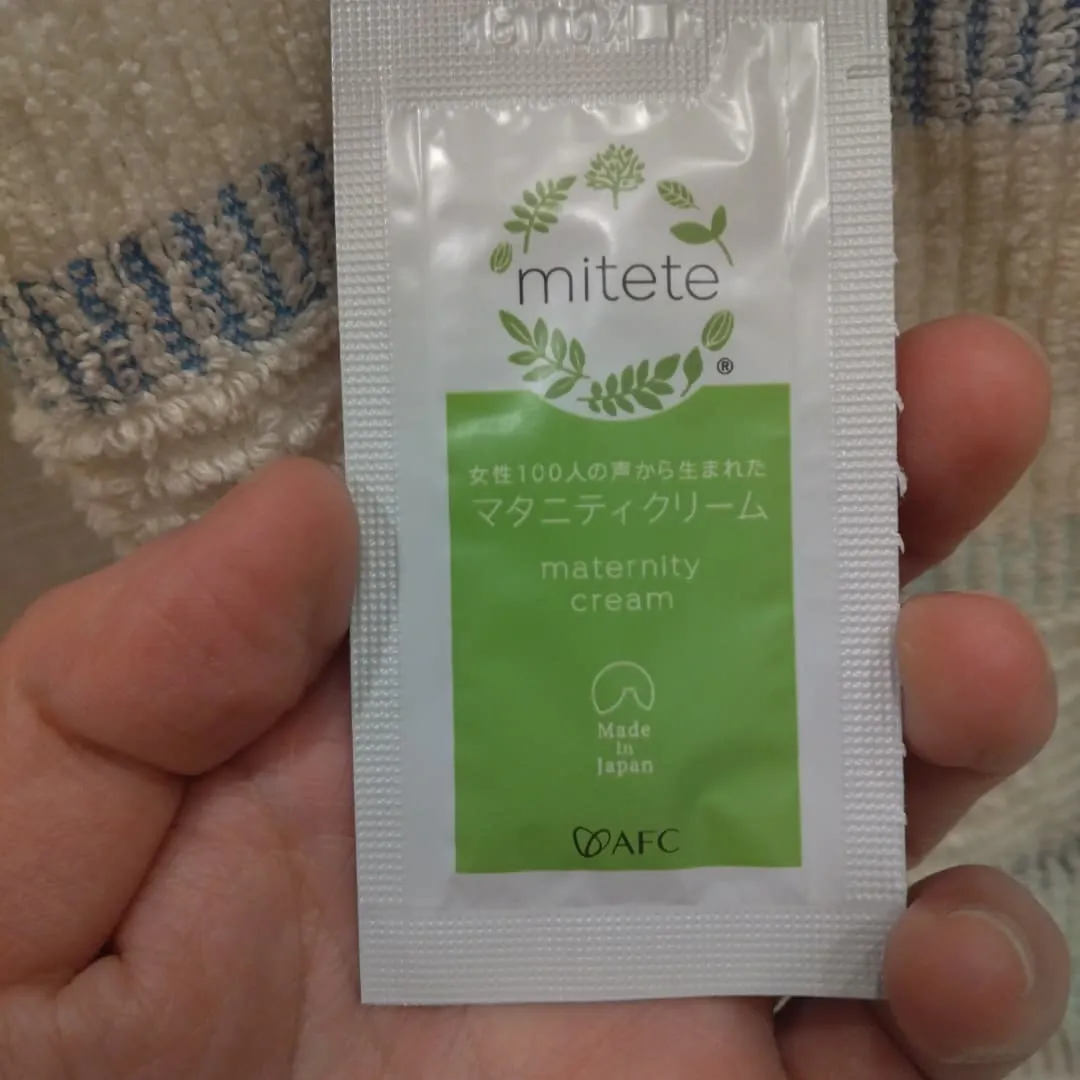 mitete
®
女性100人の声から生まれた
マタニティクリーム
maternity
cream
Made
In
Japan
AFC